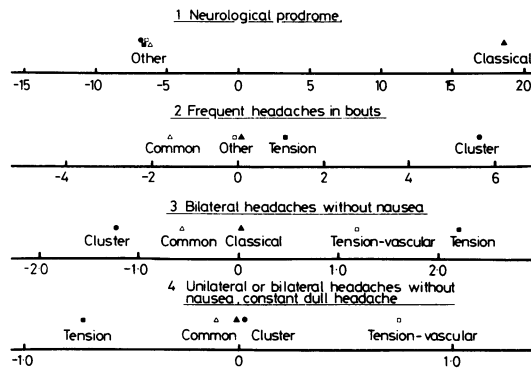 1 Neurological prodrome
Other Classical
-15 -10 -5 0 5 10 15 20
2 Frequent headaches in bouts
Common Other Tension Cluster
-4 -2 0 2 4 6
3 Bilateral headaches without nausea
Cluster Common Classical Tension-vascular Tension
-2·0 -1·0 0 1·0 2·0
4 Unilateral or bilateral headaches without
nausea, constant dull headache
Tension Common Cluster Tension-vascular
-1·0 0 1·0